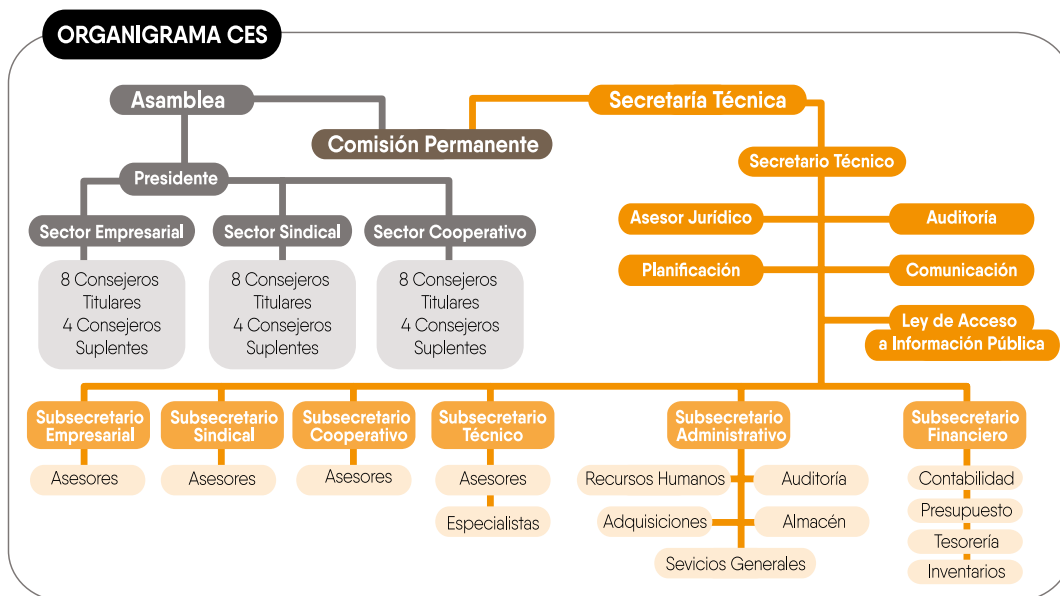 ORGANIGRAMA CES
Asamblea
Secretaría Técnica
Comisión Permanente
Secretario Técnico
Presidente
Asesor Jurídico
Auditoría
Sector Empresarial
Sector Sindical
Sector Cooperativo
Planificación
Comunicación
8 Consejeros
Titulares
4 Consejeros
Suplentes
8 Consejeros
Titulares
4 Consejeros
Suplentes
8 Consejeros
Titulares
4 Consejeros
Suplentes
Ley de Acceso
a Información Pública
Subsecretario
Empresarial
Subsecretario
Sindical
Subsecretario
Cooperativo
Subsecretario
Técnico
Subsecretario
Administrativo
Subsecretario
Financiero
Asesores
Asesores
Asesores
Asesores
Especialistas
Recursos Humanos
Auditoría
Adquisiciones
Almacén
Sevicios Generales
Contabilidad
Presupuesto
Tesorería
Inventarios